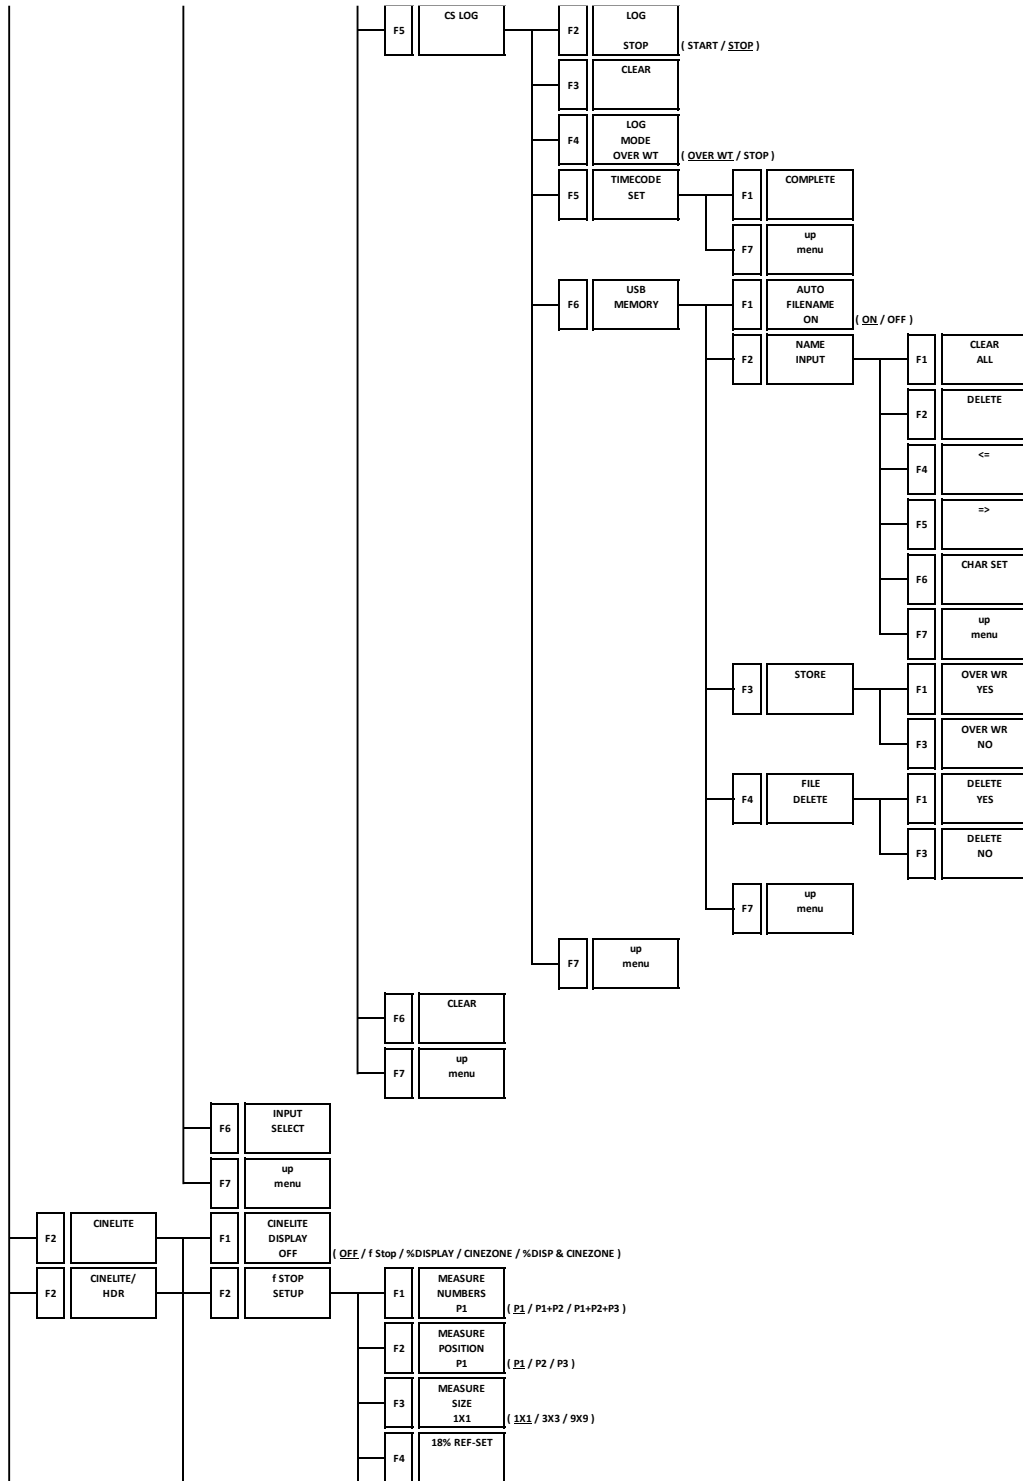 F5
CS LOG
F2
LOG
STOP
( START / STOP )
F3
CLEAR
F4
LOG
MODE
OVER WT
( OVER WT / STOP )
F5
TIMECODE
SET
F1
COMPLETE
F7
up
menu
F6
USB
MEMORY
F1
AUTO
FILENAME
ON
( ON / OFF )
F2
NAME
INPUT
F1
CLEAR
ALL
F2
DELETE
F4
<=
F5
=>
F6
CHAR SET
F7
up
menu
F3
STORE
F1
OVER WR
YES
F3
OVER WR
NO
F4
FILE
DELETE
F1
DELETE
YES
F3
DELETE
NO
F7
up
menu
F7
up
menu
F6
CLEAR
F7
up
menu
F6
INPUT
SELECT
F7
up
menu
F2
CINELITE
F1
CINELITE
DISPLAY
OFF
( OFF / f Stop / %DISPLAY / CINEZONE / %DISP & CINEZONE )
F2
CINELITE/
HDR
F2
f STOP
SETUP
F1
MEASURE
NUMBERS
P1
( P1 / P1+P2 / P1+P2+P3 )
F2
MEASURE
POSITION
P1
( P1 / P2 / P3 )
F3
MEASURE
SIZE
1X1
( 1X1 / 3X3 / 9X9 )
F4
18% REF-SET